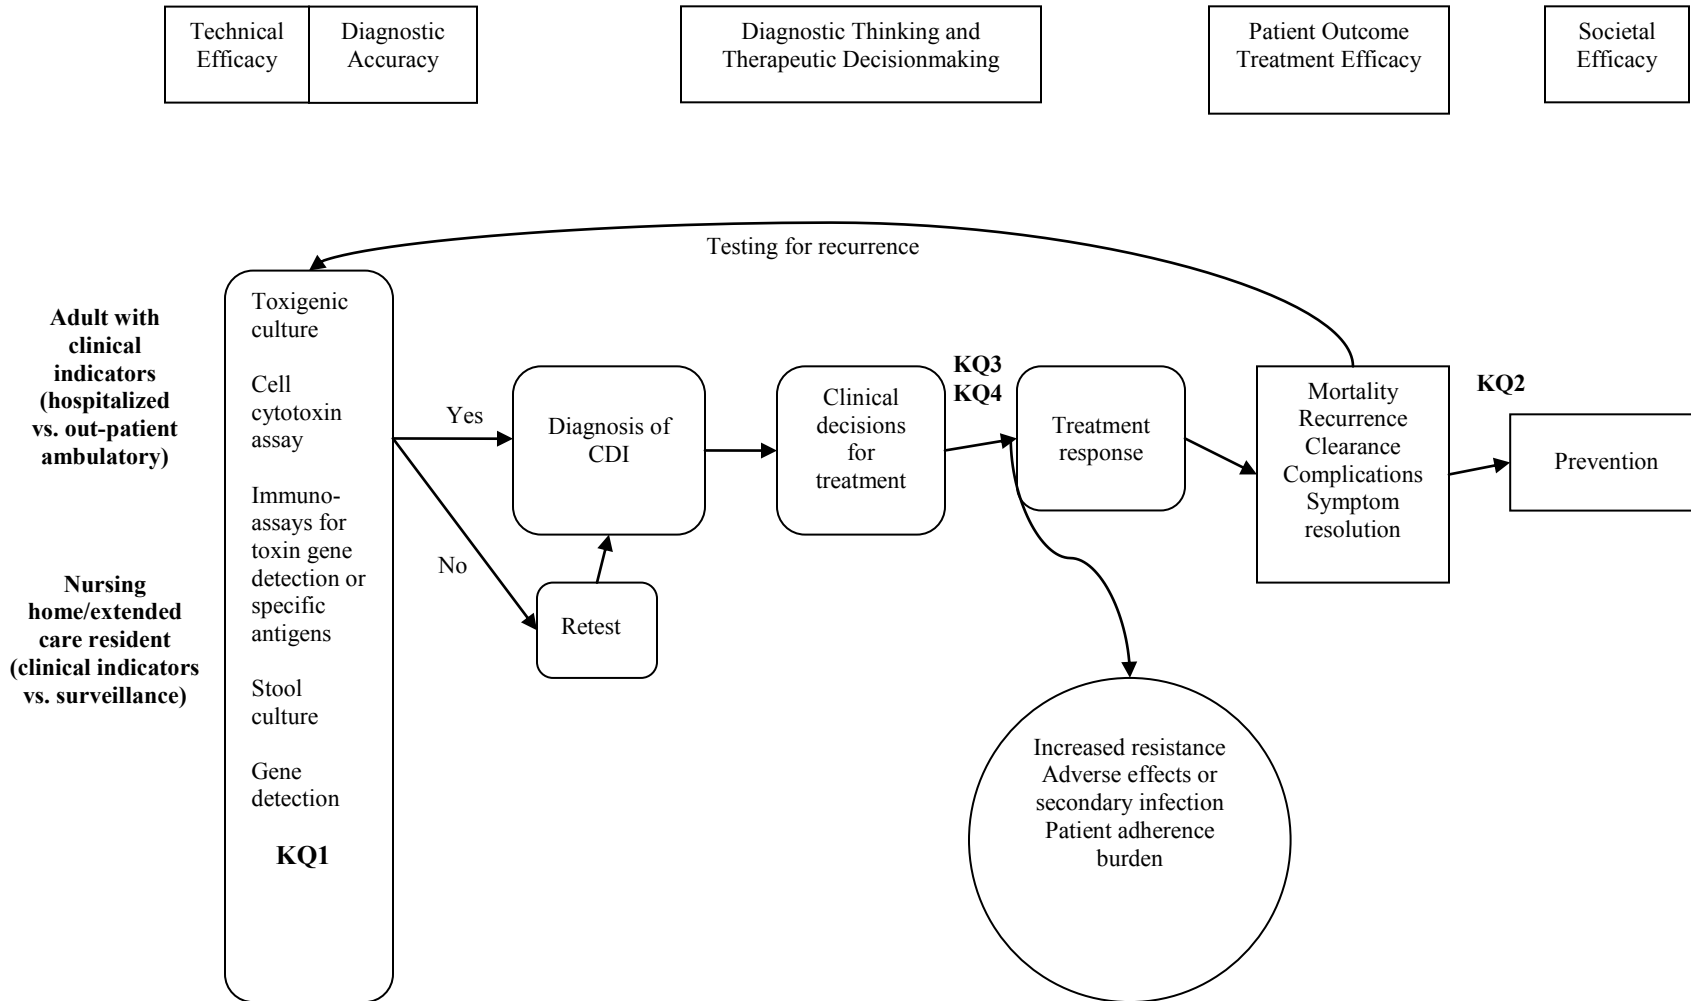 Technical
Efficacy
Diagnostic
Accuracy
Diagnostic Thinking and
Therapeutic Decisionmaking
Patient Outcome
Treatment Efficacy
Societal
Efficacy
Testing for recurrence
Adult with
clinical
indicators
(hospitalized
vs. out-patient
ambulatory)
Nursing
home/extended
care resident
(clinical indicators
vs. surveillance)
Toxigenic
culture
Cell
cytotoxin
assay
Immuno-
assays for
toxin gene
detection or
specific
antigens
Stool
culture
Gene
detection
KQ1
Yes
No
Diagnosis of
CDI
Retest
Clinical
decisions
for
treatment
KQ3
KQ4
Treatment
response
Increased resistance
Adverse effects or
secondary infection
Patient adherence
burden
Mortality
Recurrence
Clearance
Complications
Symptom
resolution
KQ2
Prevention